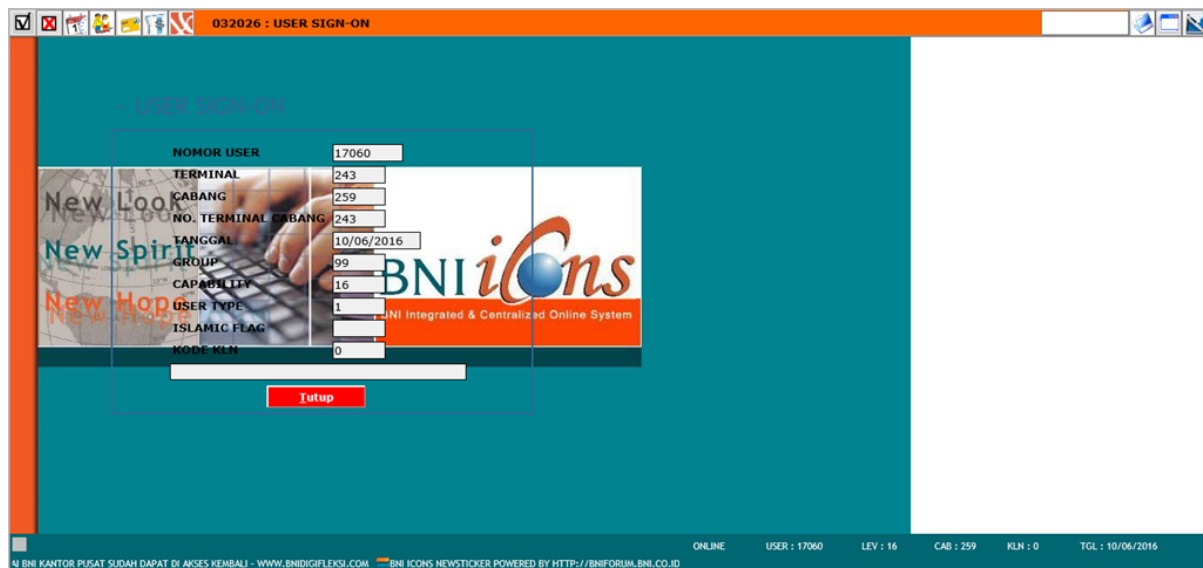 032026 : USER SIGN-ON
- USER SIGN-ON
NOMOR USER 17060
TERMINAL 243
CABANG 259
NO. TERMINAL CABANG 243
TANGGAL 10/06/2016
GROUP 99
CAPABILITY 16
USER TYPE 1
ISLAMIC FLAG
KODE KLN 0
Tutup
New Look
New Spirit
New Hope
BNI iCons
BNI Integrated & Centralized Online System
ONLINE USER : 17060 LEV : 16 CAB : 259 KLN : 0 TGL : 10/06/2016
BNI KANTOR PUSAT SUDAH DAPAT DI AKSES KEMBALI - WWW.BNIDIGIFLEKSI.COM BNI ICONS NEWSTICKER POWERED BY HTTP://BNIFORUM.BNI.CO.ID